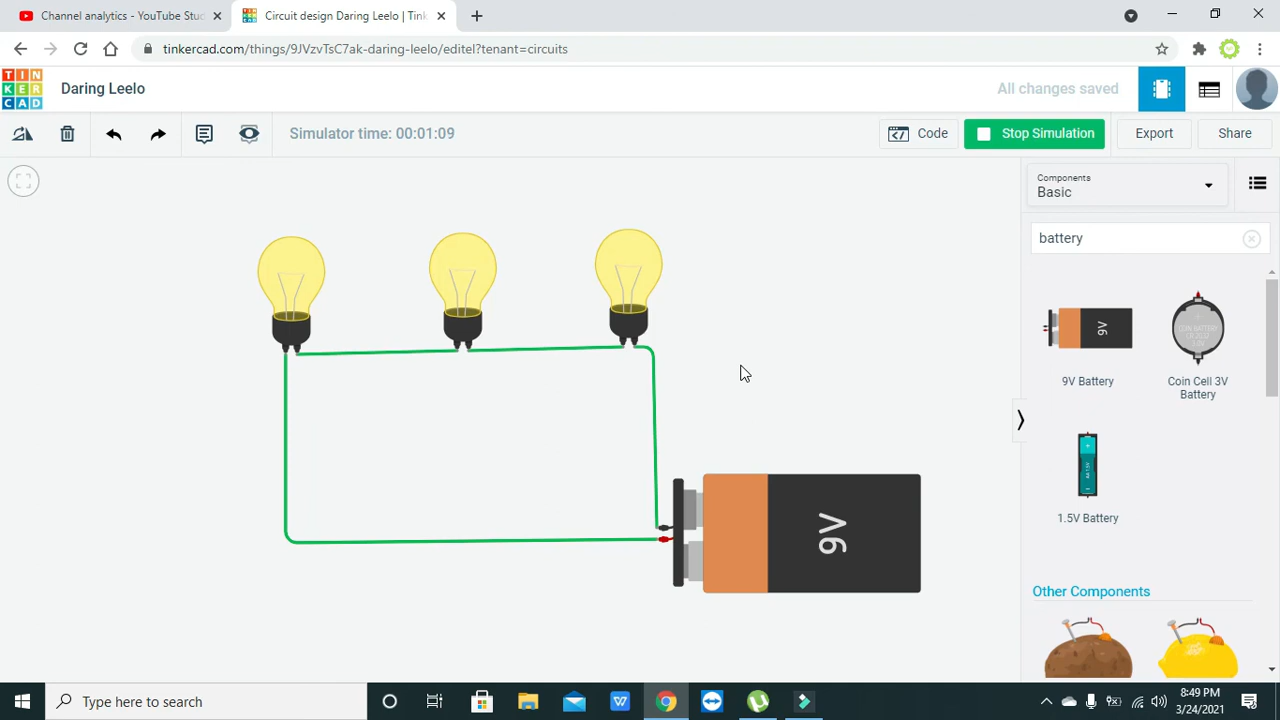 Channel analytics - YouTube Stu
Circuit design Daring Leelo | Tink
tinkercad.com/things/9JVzvTsC7ak-daring-leelo/editel?tenant=circuits
TIN
KER
CAD
Daring Leelo
All changes saved
Simulator time: 00:01:09
Code
Stop Simulation
Export
Share
Components
Basic
battery
9V
9V Battery
Coin Cell 3V
Battery
1.5V Battery
9V
Other Components
Type here to search
8:49 PM
3/24/2021